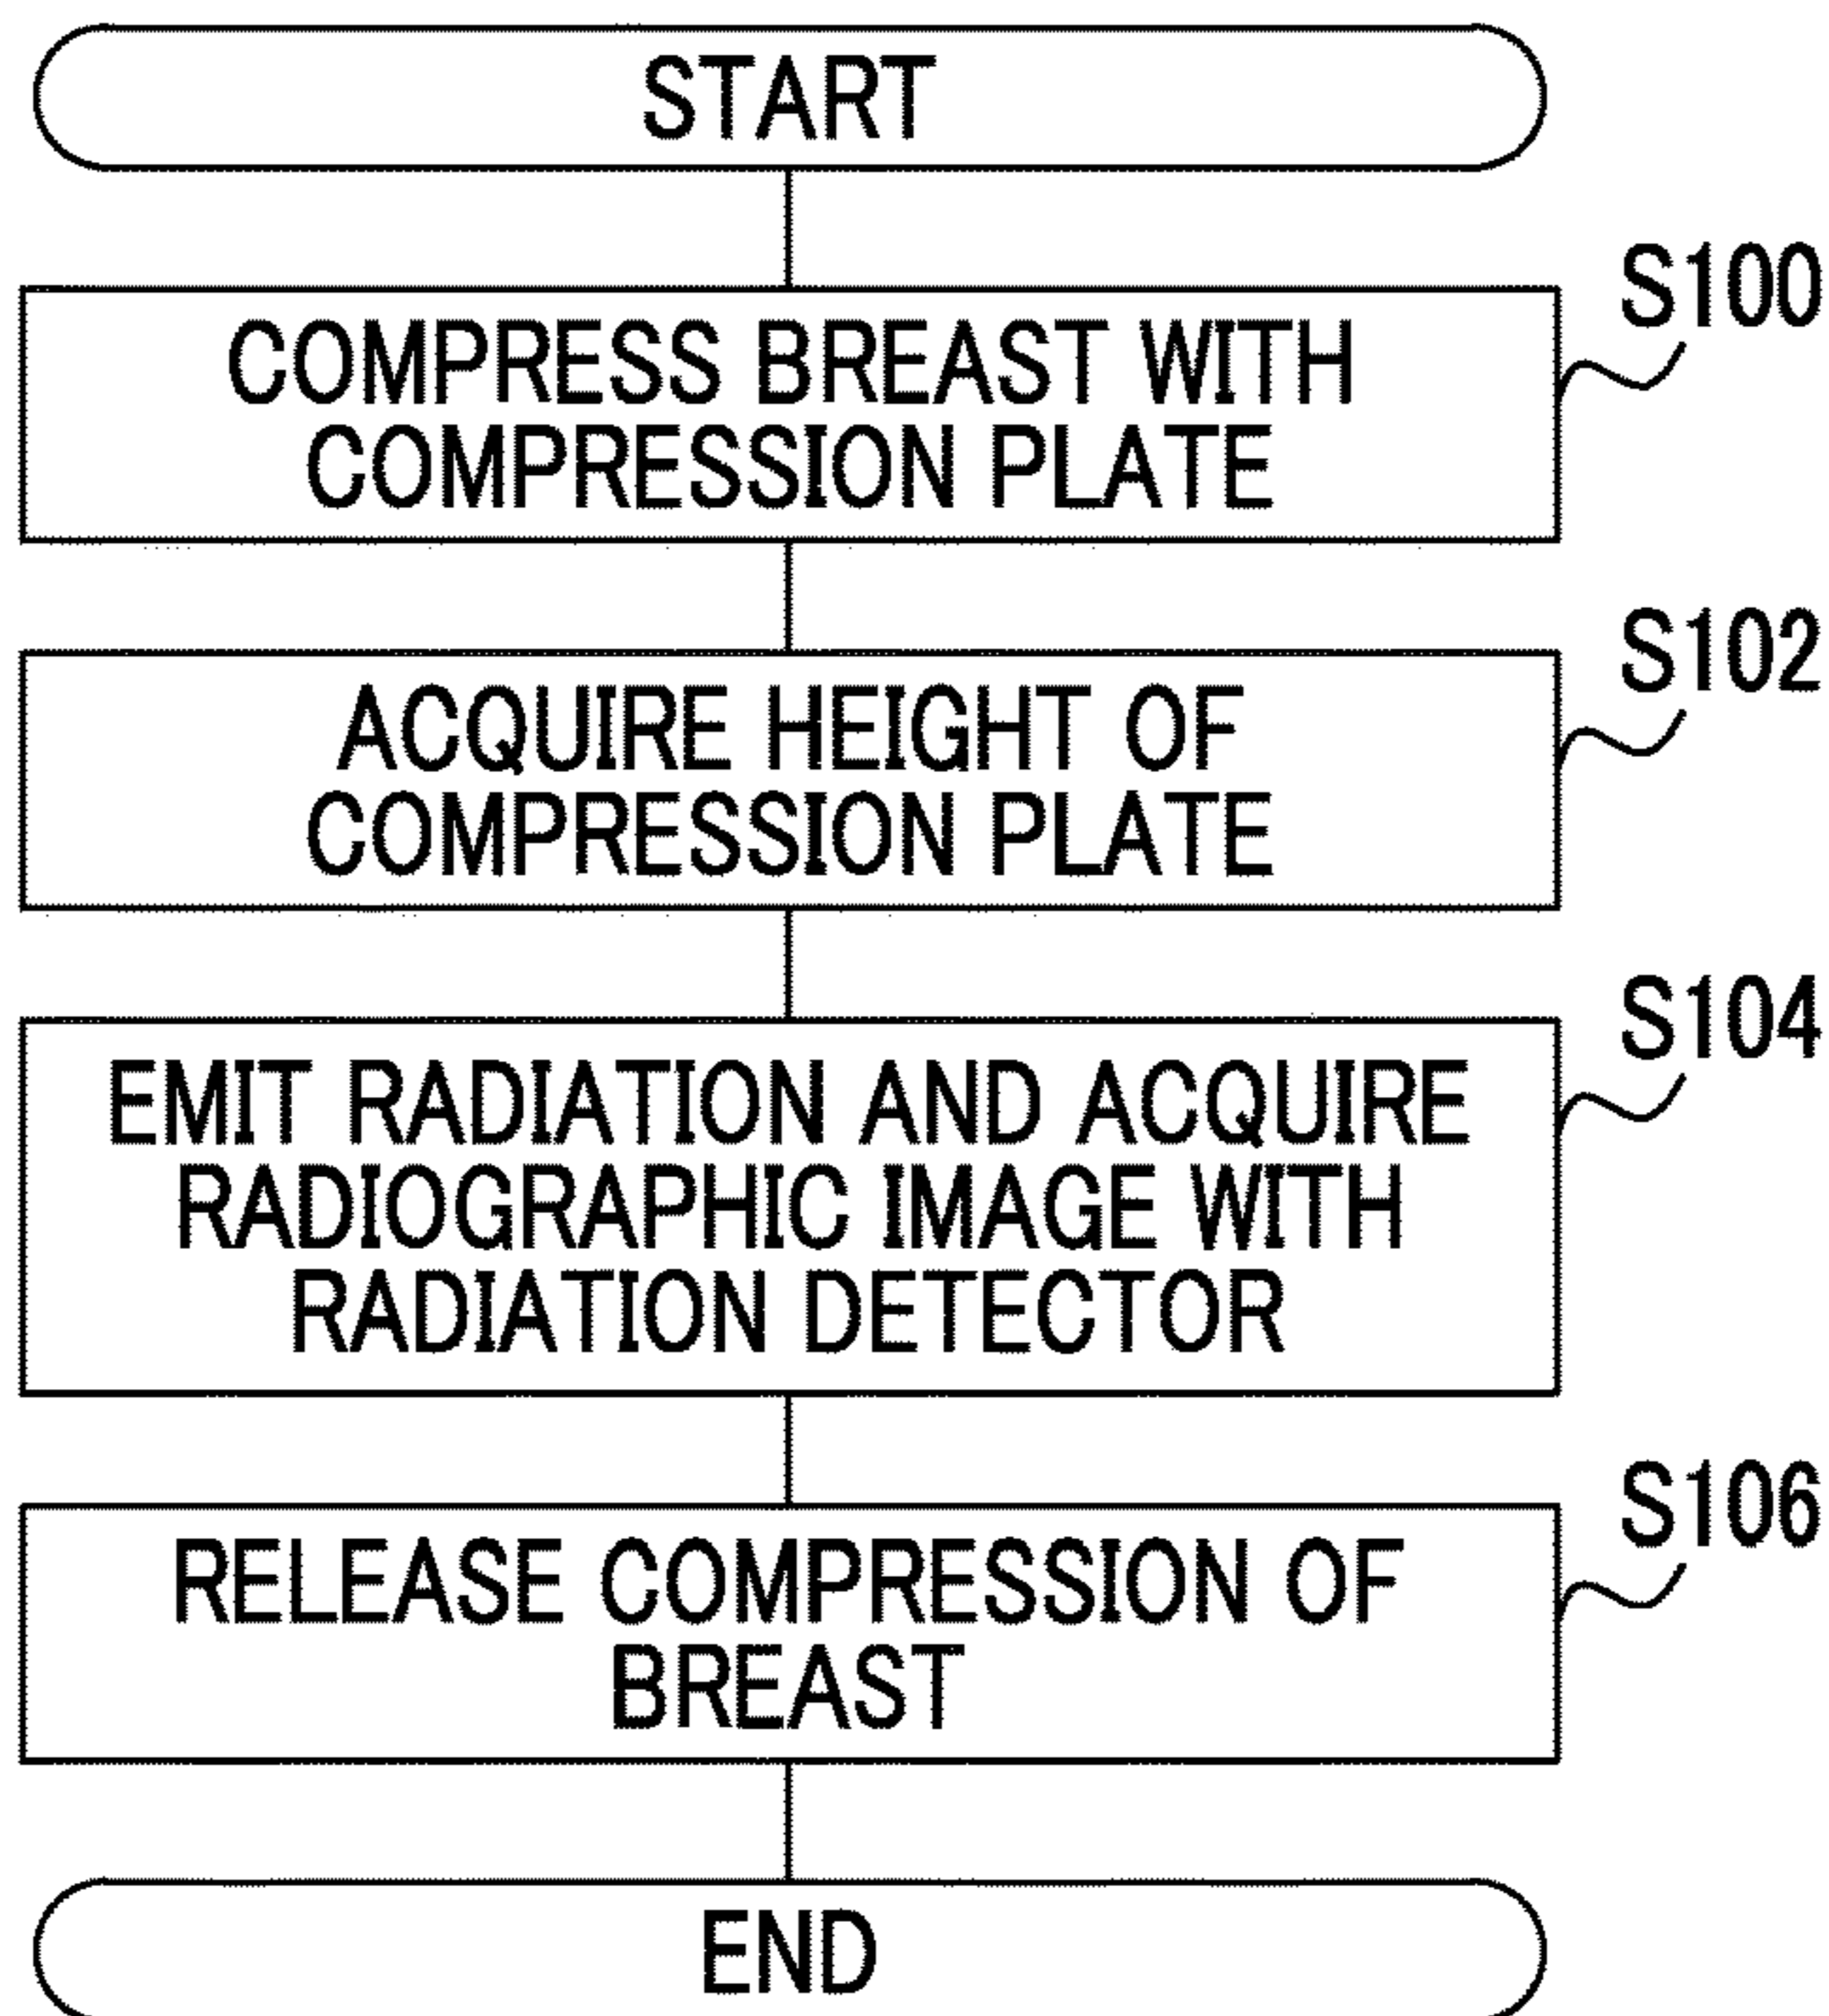 START
S100
COMPRESS BREAST WITH
COMPRESSION PLATE
S102
ACQUIRE HEIGHT OF
COMPRESSION PLATE
S104
EMIT RADIATION AND ACQUIRE
RADIOGRAPHIC IMAGE WITH
RADIATION DETECTOR
S106
RELEASE COMPRESSION OF
BREAST
END